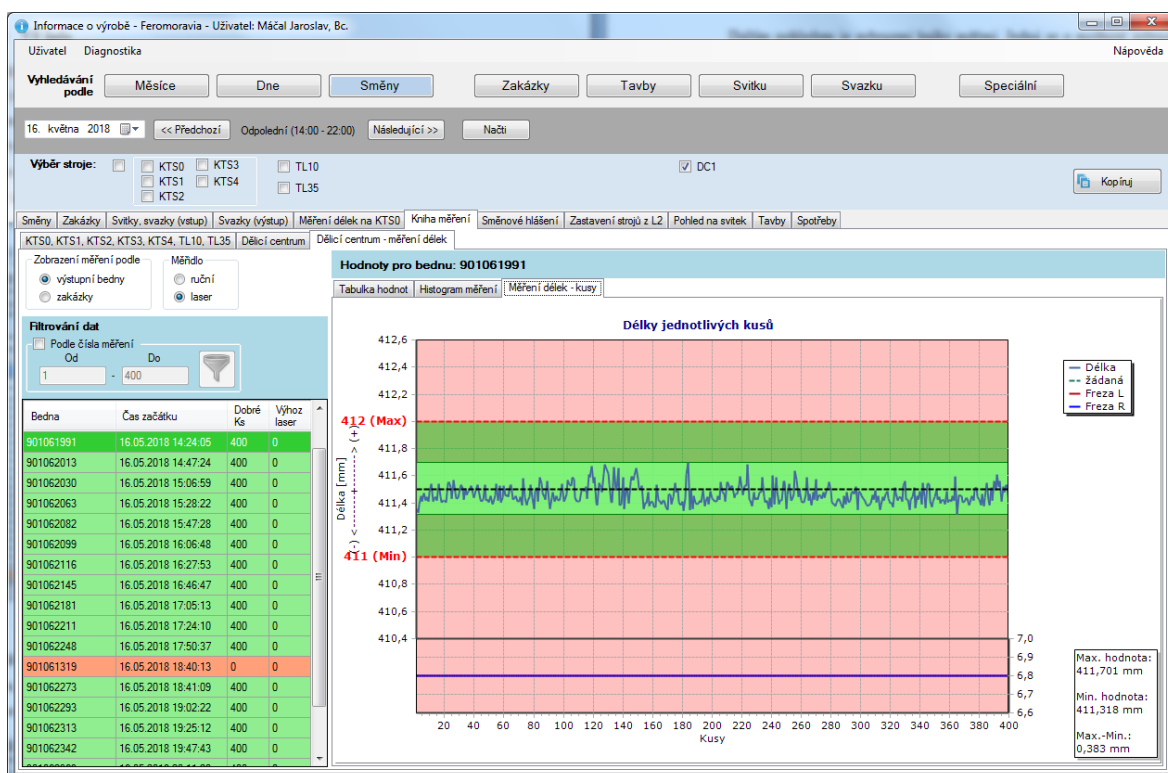 Informace o výrobě - Feromoravia - Uživatel: Máčal Jaroslav, Bc.
Uživatel Diagnostika Nápověda
Vyhledávání podle Měsíce Dne Směny Zakázky Tavby Svitku Svazku Speciální
16. května 2018 << Předchozí Odpolední (14:00 - 22:00) Následující >> Načti
Výběr stroje: KTS0 KTS3 TL10 DC1
KTS1 KTS4 TL35
KTS2
Kopíruj
Směny Zakázky Svitky, svazky (vstup) Svazky (výstup) Měření délek na KTS0 Kniha měření Směnové hlášení Zastavení strojů z L2 Pohled na svitek Tavby Spotřeby
KTS0, KTS1, KTS2, KTS3, KTS4, TL10, TL35 Dělicí centrum Dělicí centrum - měření délek
Zobrazení měření podle Měřidlo
výstupní bedny ruční
zakázky laser
Filtrování dat
Podle čísla měření
Od Do
1 - 400
Bedna Čas začátku Dobré Ks Výhoz laser
901061991 16.05.2018 14:24:05 400 0
901062013 16.05.2018 14:47:24 400 0
901062030 16.05.2018 15:06:59 400 0
901062063 16.05.2018 15:28:22 400 0
901062082 16.05.2018 15:47:28 400 0
901062099 16.05.2018 16:06:48 400 0
901062116 16.05.2018 16:27:53 400 0
901062145 16.05.2018 16:46:47 400 0
901062181 16.05.2018 17:05:13 400 0
901062211 16.05.2018 17:24:10 400 0
901062248 16.05.2018 17:50:37 400 0
901061319 16.05.2018 18:40:13 0 0
901062273 16.05.2018 18:41:09 400 0
901062293 16.05.2018 19:02:22 400 0
901062313 16.05.2018 19:25:12 400 0
901062342 16.05.2018 19:47:43 400 0
Hodnoty pro bednu: 901061991
Tabulka hodnot Histogram měření Měření délek - kusy
Délky jednotlivých kusů
412,6
412,4
412,2
412 (Max)
411,8
411,6
411,4
411,2
411 (Min)
410,8
410,6
410,4
Délka [mm]
(-) <-------+-------> (+)
7,0
6,9
6,8
6,7
6,6
20 40 60 80 100 120 140 160 180 200 220 240 260 280 300 320 340 360 380 400
Kusy
Délka
žádaná
Freza L
Freza R
Max. hodnota:
411,701 mm
Min. hodnota:
411,318 mm
Max.-Min.:
0,383 mm